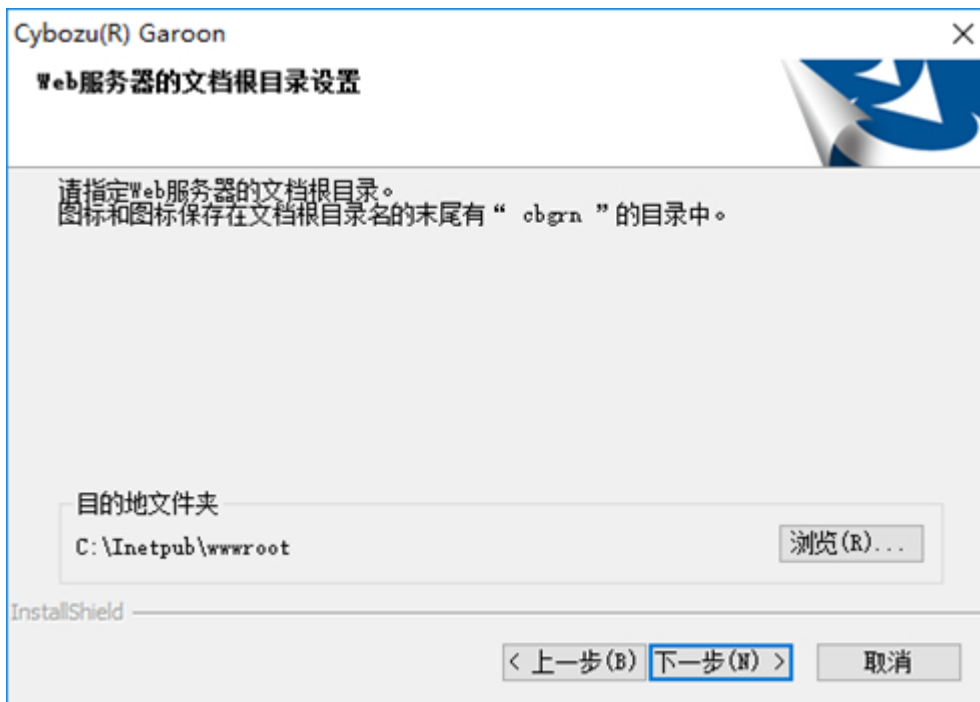 Cybozu(R) Garoon
Web服务器的文档根目录设置
请指定Web服务器的文档根目录。
图标和图标保存在文档根目录名的末尾有“ cbgrn ”的目录中。
目的地文件夹
C:\Inetpub\wwwroot
浏览(R)...
InstallShield
< 上一步(B)
下一步(N) >
取消